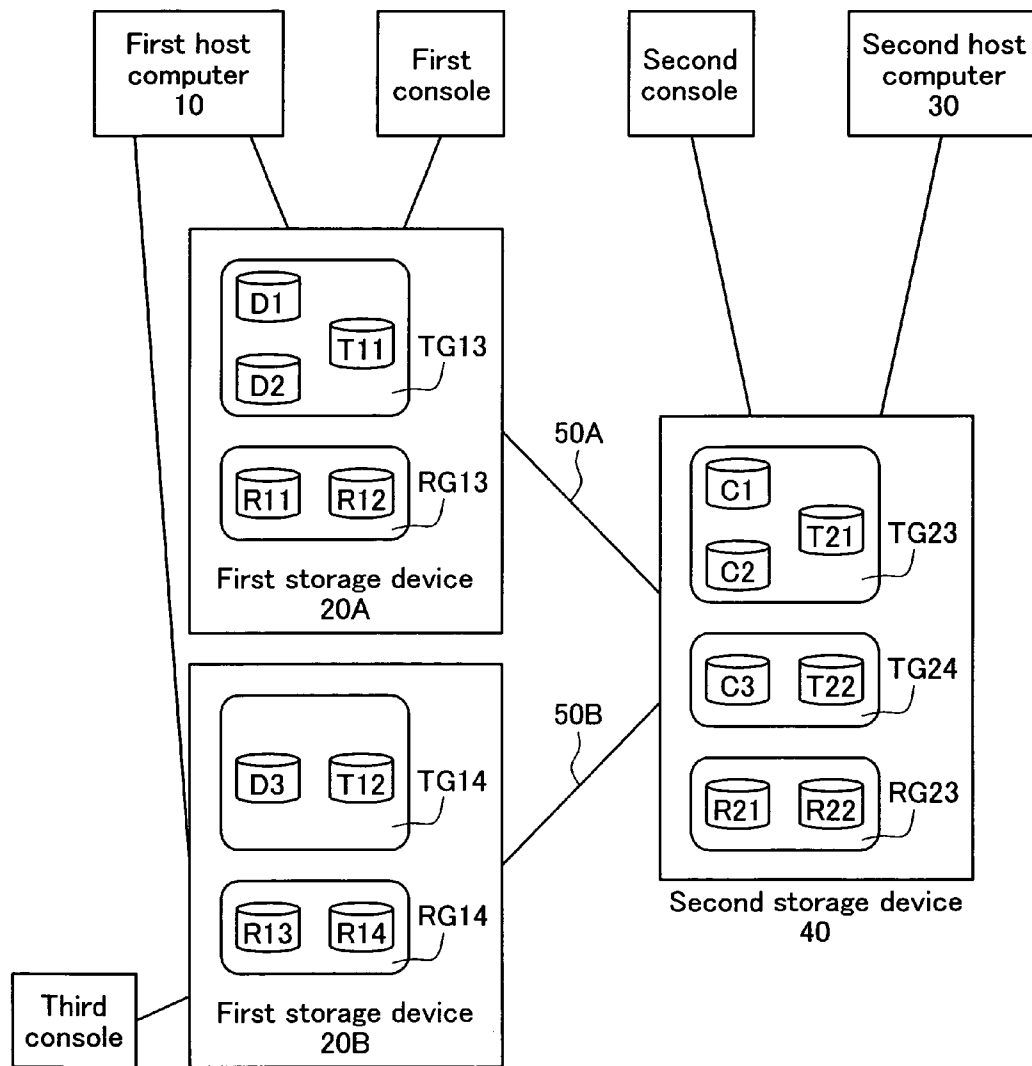 First host
computer
10
First
console
Second
console
Second host
computer
30
D1
T11
D2
TG13
R11
R12
RG13
First storage device
20A
50A
C1
T21
C2
TG23
C3
T22
TG24
R21
R22
RG23
Second storage device
40
50B
D3
T12
TG14
R13
R14
RG14
First storage device
20B
Third
console